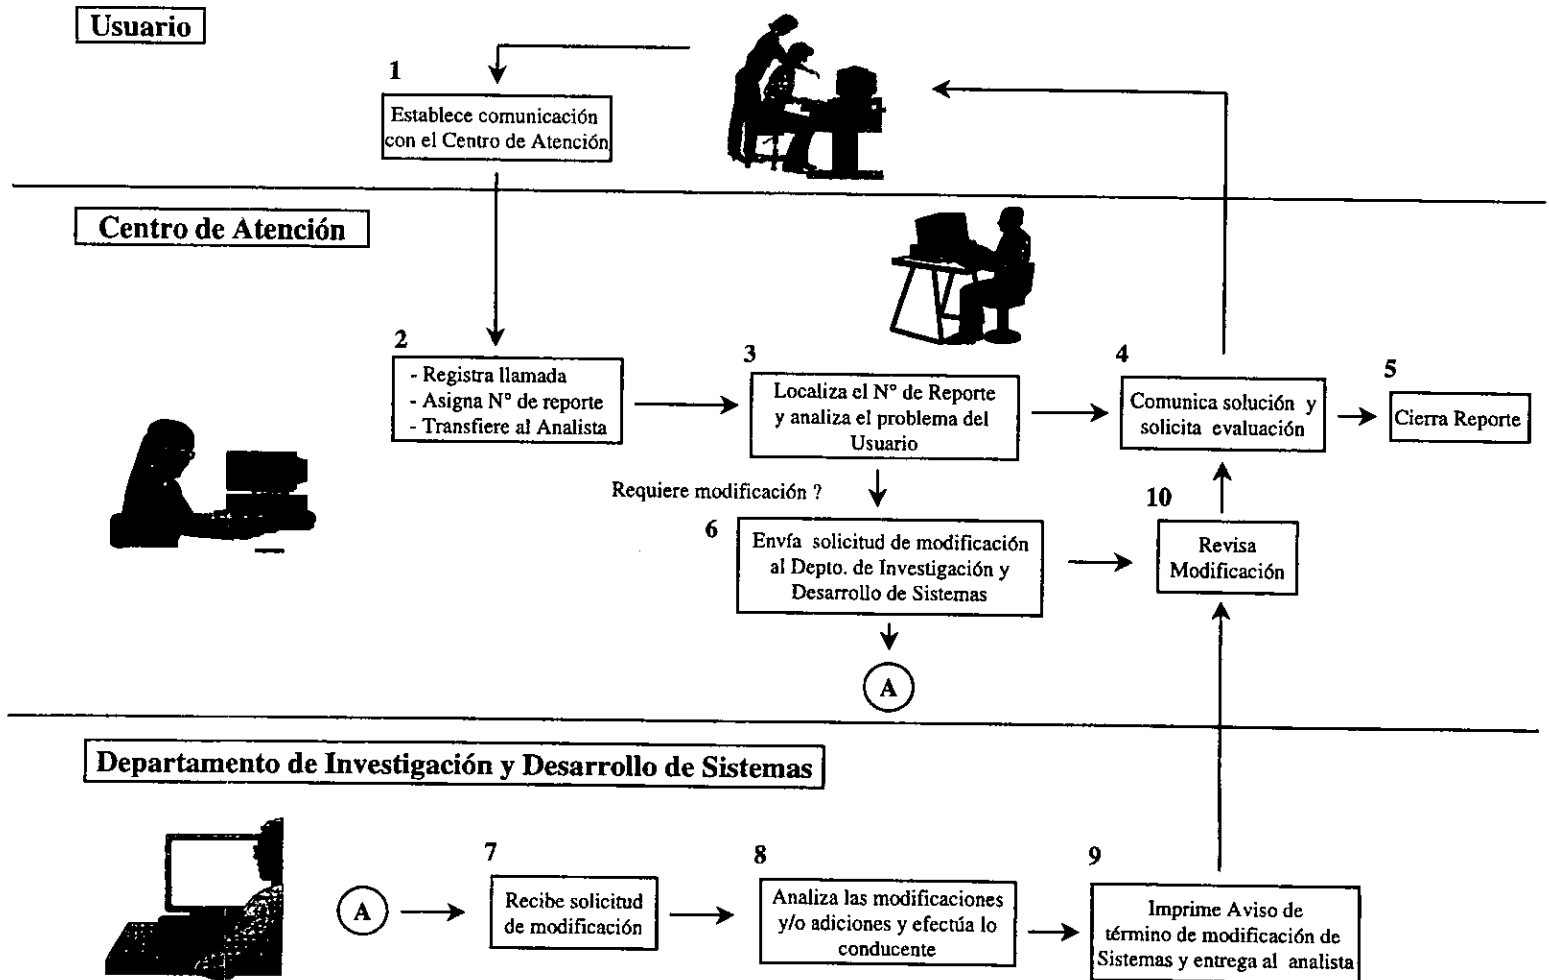 Usuario
1
Establece comunicación
con el Centro de Atención
Centro de Atención
2
- Registra llamada
- Asigna N° de reporte
- Transfiere al Analista
3
Localiza el N° de Reporte
y analiza el problema del
Usuario
4
Comunica solución y
solicita evaluación
5
Cierra Reporte
Requiere modificación ?
6
Envía solicitud de modificación
al Depto. de Investigación y
Desarrollo de Sistemas
10
Revisa
Modificación
A
Departamento de Investigación y Desarrollo de Sistemas
A
7
Recibe solicitud
de modificación
8
Analiza las modificaciones
y/o adiciones y efectúa lo
conducente
9
Imprime Aviso de
término de modificación de
Sistemas y entrega al analista